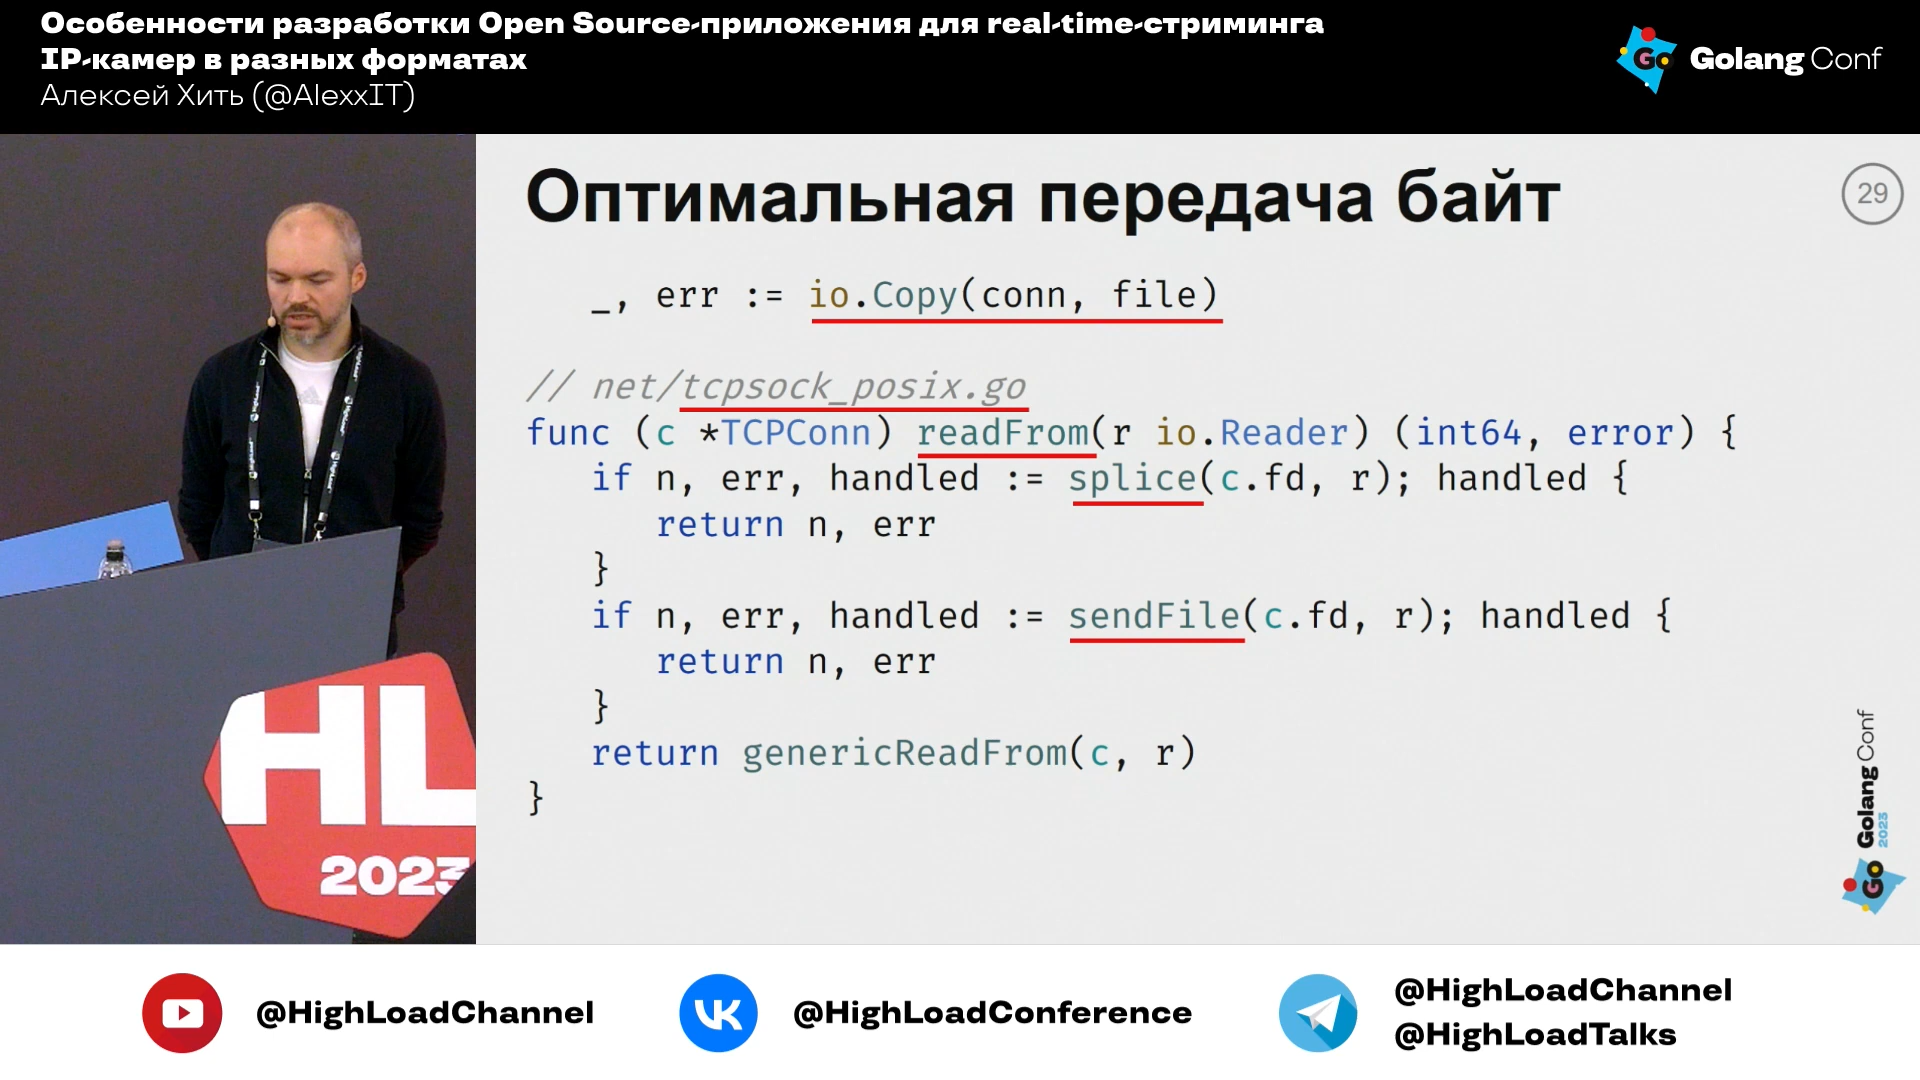 Особенности разработки Open Source-приложения для real-time-стриминга
IP-камер в разных форматах
Алексей Хить (@AlexxIT)
Go
Golang Conf
Оптимальная передача байт
29
_, err := io.Copy(conn, file)
// net/tcpsock_posix.go
func (c *TCPConn) readFrom(r io.Reader) (int64, error) {
if n, err, handled := splice(c.fd, r); handled {
return n, err
}
if n, err, handled := sendFile(c.fd, r); handled {
return n, err
}
return genericReadFrom(c, r)
}
HL
2023
Go
Golang Conf
2023
@HighLoadChannel
@HighLoadConference
@HighLoadChannel
@HighLoadTalks